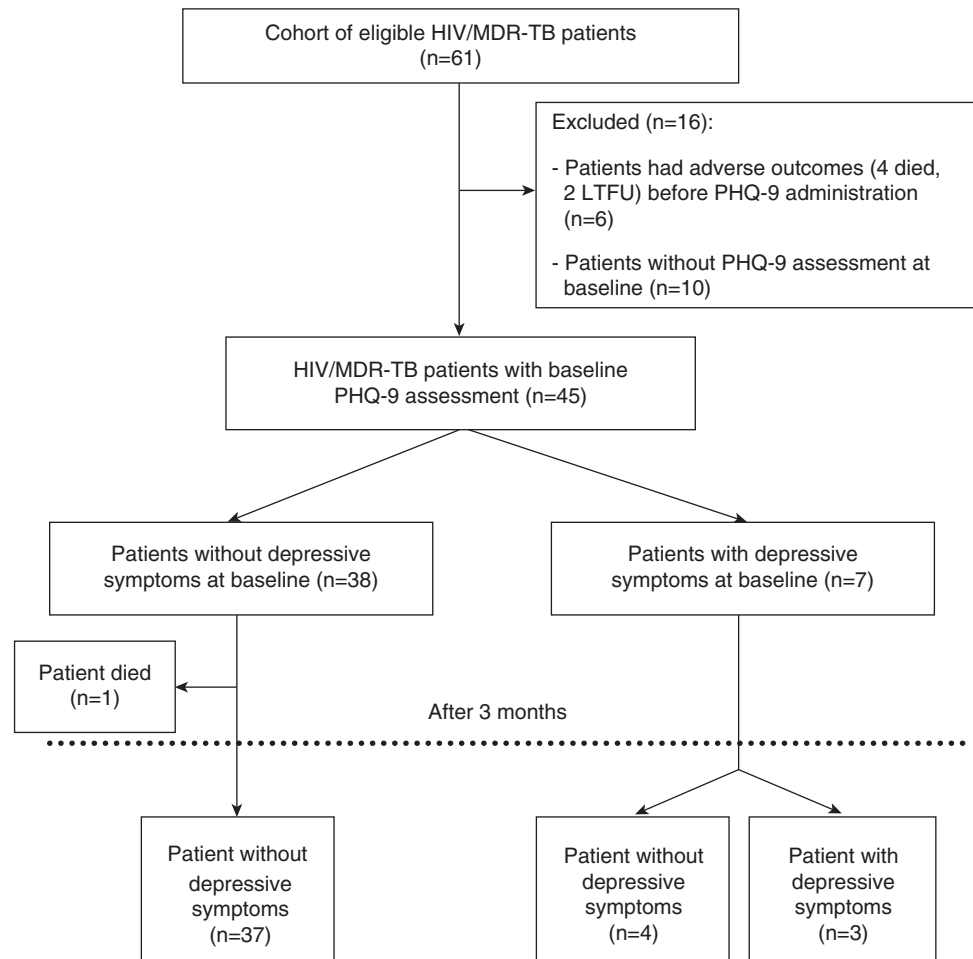 Cohort of eligible HIV/MDR-TB patients
(n=61)
Excluded (n=16):
- Patients had adverse outcomes (4 died,
2 LTFU) before PHQ-9 administration
(n=6)
- Patients without PHQ-9 assessment at
baseline (n=10)
HIV/MDR-TB patients with baseline
PHQ-9 assessment (n=45)
Patients without depressive
symptoms at baseline (n=38)
Patients with depressive
symptoms at baseline (n=7)
Patient died
(n=1)
After 3 months
Patient without
depressive
symptoms
(n=37)
Patient without
depressive
symptoms
(n=4)
Patient with
depressive
symptoms
(n=3)